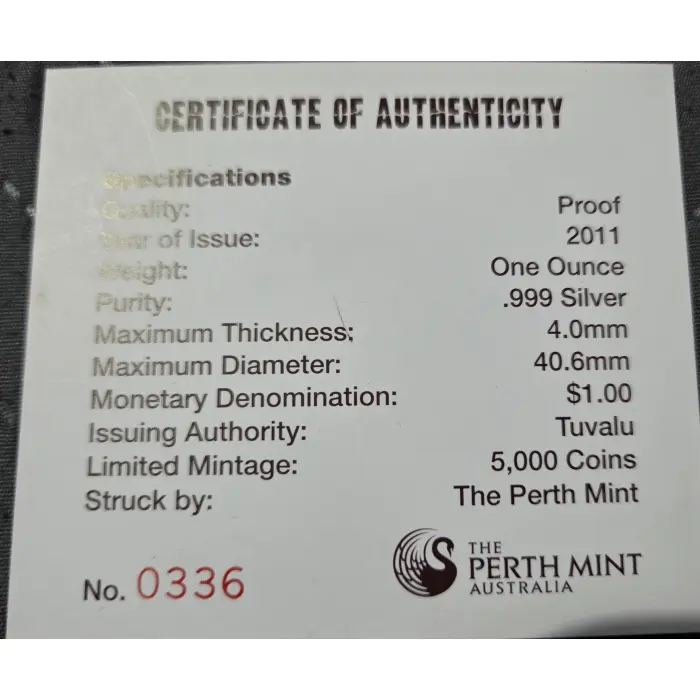 CERTIFICATE OF AUTHENTICITY
Specifications
Quality: Proof
Year of Issue: 2011
Weight: One Ounce
Purity: .999 Silver
Maximum Thickness: 4.0mm
Maximum Diameter: 40.6mm
Monetary Denomination: $1.00
Issuing Authority: Tuvalu
Limited Mintage: 5,000 Coins
Struck by: The Perth Mint
No. 0336
THE
PERTH MINT
AUSTRALIA